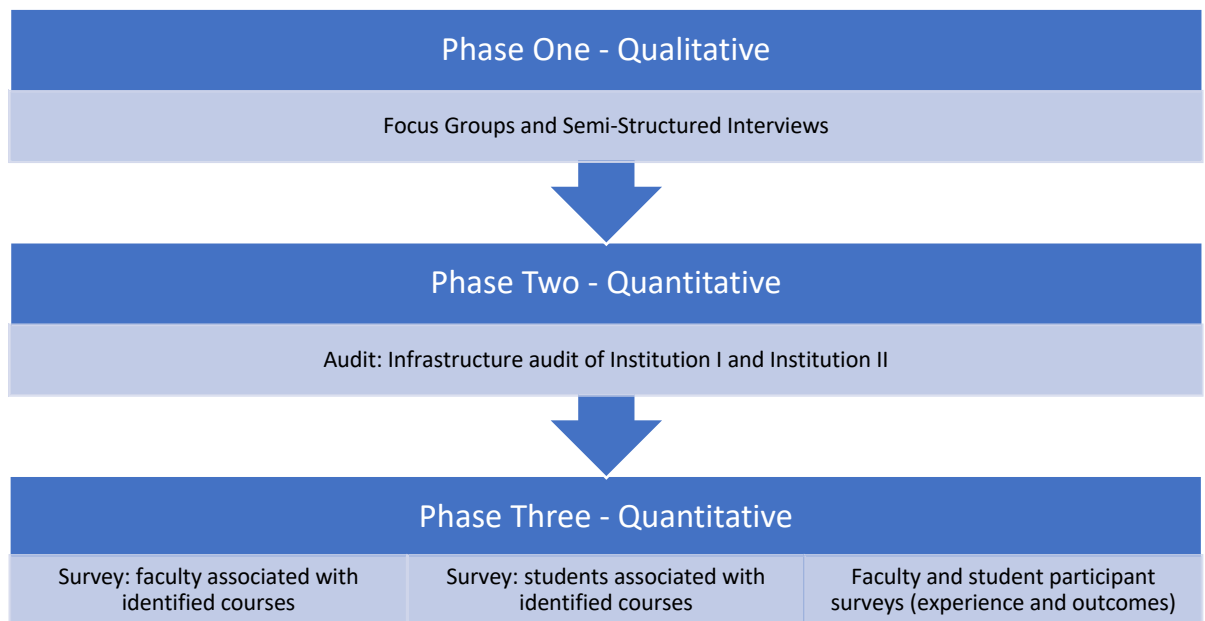 Phase One - Qualitative
Focus Groups and Semi-Structured Interviews
Phase Two - Quantitative
Audit: Infrastructure audit of Institution I and Institution II
Phase Three - Quantitative
Survey: faculty associated with
identified courses
Survey: students associated with
identified courses
Faculty and student participant
surveys (experience and outcomes)